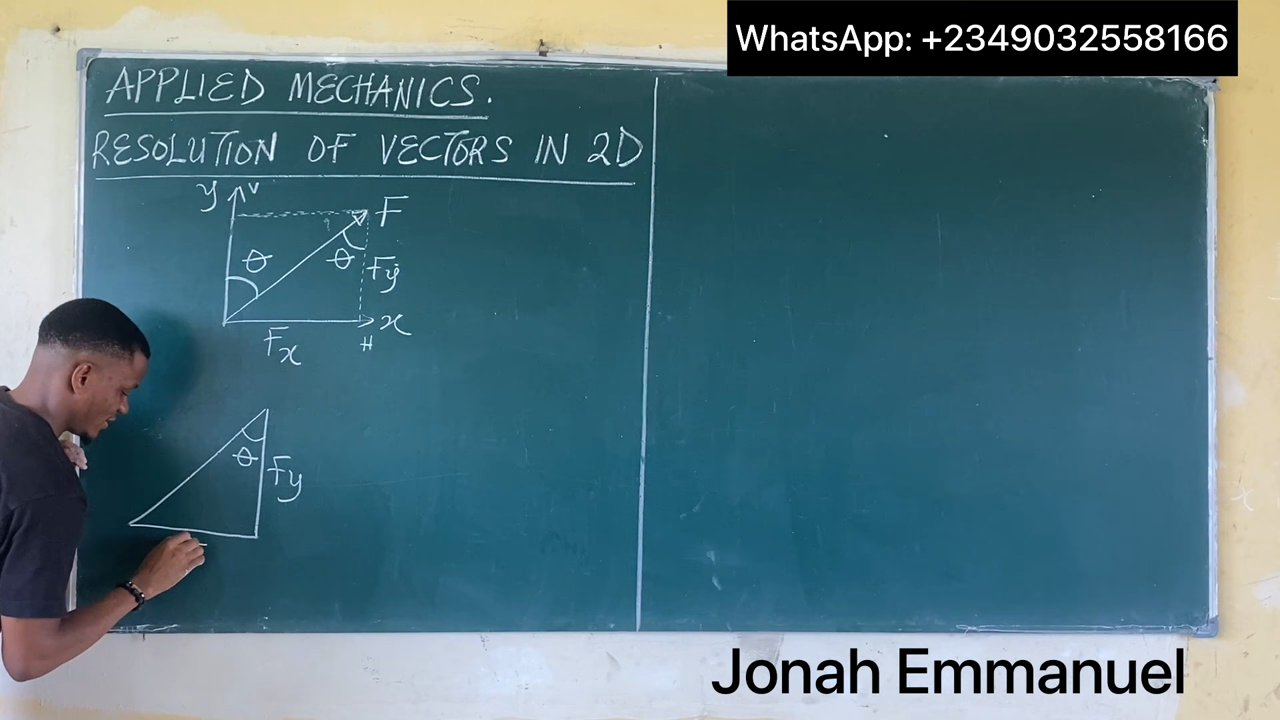 WhatsApp: +2349032558166
APPLIED MECHANICS.
RESOLUTION OF VECTORS IN 2D
y v
F
θ θ Fy
x
Fx H
θ Fy
Jonah Emmanuel